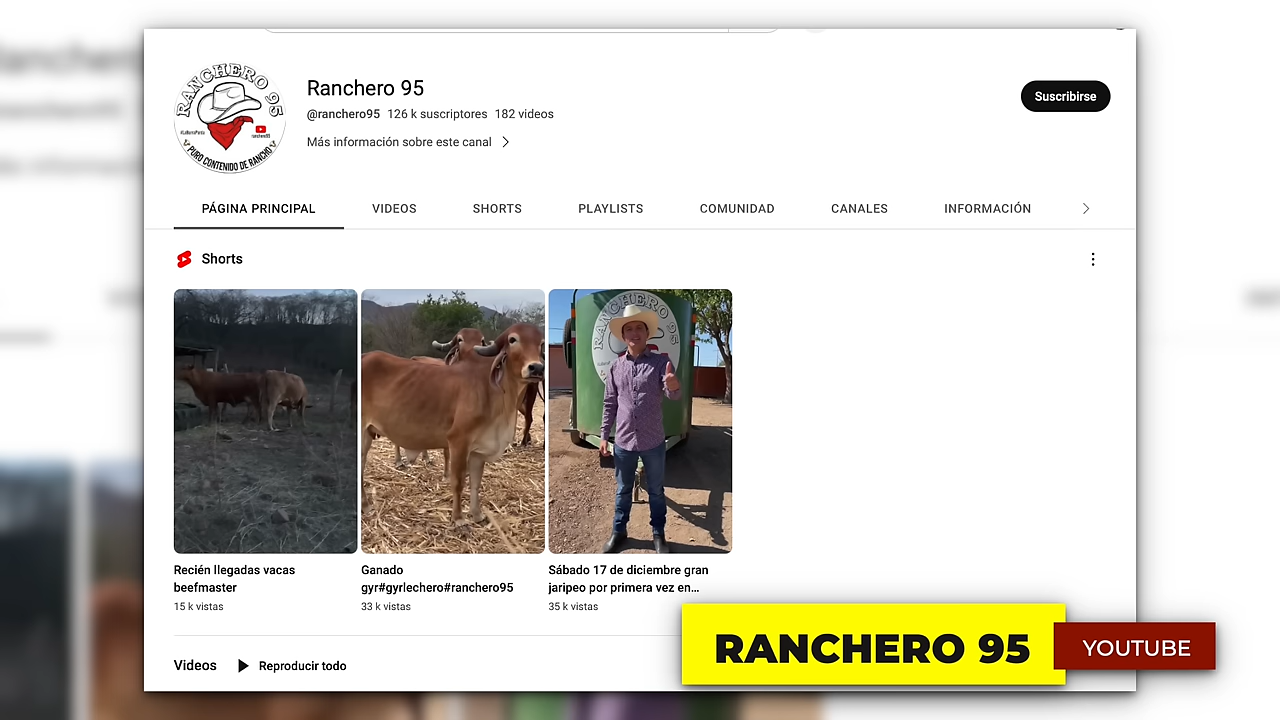 RANCHERO 95
PURO CONTENIDO DE RANCHO
Ranchero 95
@ranchero95 126 k suscriptores 182 videos
Más información sobre este canal
Suscribirse
PÁGINA PRINCIPAL VIDEOS SHORTS PLAYLISTS COMUNIDAD CANALES INFORMACIÓN
Shorts
RANCHERO 95
Recién llegadas vacas
beefmaster
15 k vistas
Ganado
gyr#gyrlechero#ranchero95
33 k vistas
Sábado 17 de diciembre gran
jaripeo por primera vez en...
35 k vistas
Videos Reproducir todo
RANCHERO 95
YOUTUBE